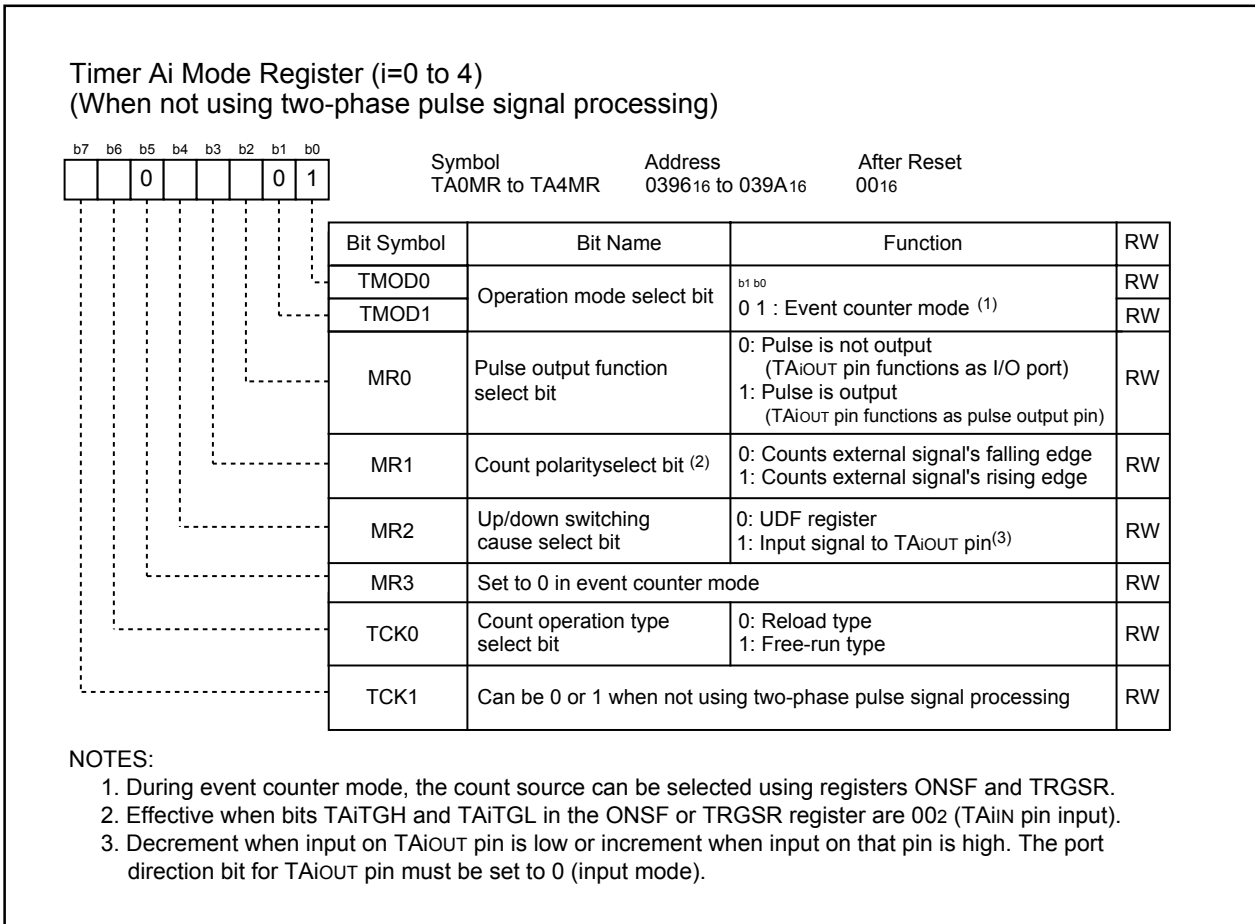 Timer Ai Mode Register (i=0 to 4)
(When not using two-phase pulse signal processing)
b7 b6 b5 b4 b3 b2 b1 b0
0 0 1
Symbol Address After Reset
TA0MR to TA4MR 039616 to 039A16 0016
Bit Symbol Bit Name Function RW
TMOD0 Operation mode select bit b1 b0 RW
TMOD1 0 1 : Event counter mode (1) RW
MR0 Pulse output function select bit 0: Pulse is not output
(TAiOUT pin functions as I/O port)
1: Pulse is output
(TAiOUT pin functions as pulse output pin) RW
MR1 Count polarityselect bit (2) 0: Counts external signal's falling edge
1: Counts external signal's rising edge RW
MR2 Up/down switching cause select bit 0: UDF register
1: Input signal to TAiOUT pin(3) RW
MR3 Set to 0 in event counter mode RW
TCK0 Count operation type select bit 0: Reload type
1: Free-run type RW
TCK1 Can be 0 or 1 when not using two-phase pulse signal processing RW
NOTES:
1. During event counter mode, the count source can be selected using registers ONSF and TRGSR.
2. Effective when bits TAiTGH and TAiTGL in the ONSF or TRGSR register are 002 (TAiIN pin input).
3. Decrement when input on TAiOUT pin is low or increment when input on that pin is high. The port
direction bit for TAiOUT pin must be set to 0 (input mode).